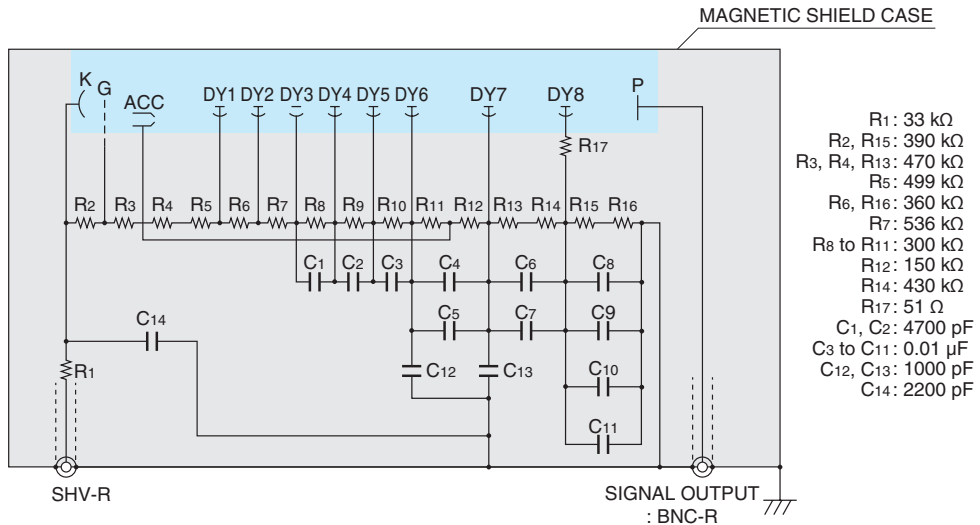 MAGNETIC SHIELD CASE
K
G
ACC
DY1 DY2 DY3 DY4 DY5 DY6 DY7 DY8
P
R17
R2 R3 R4 R5 R6 R7 R8 R9 R10 R11 R12 R13 R14 R15 R16
C1 C2 C3 C4 C6 C8
C14
C5 C7 C9
R1
C12 C13 C10
C11
SHV-R
SIGNAL OUTPUT
: BNC-R
R1: 33 kΩ
R2, R15: 390 kΩ
R3, R4, R13: 470 kΩ
R5: 499 kΩ
R6, R16: 360 kΩ
R7: 536 kΩ
R8 to R11: 300 kΩ
R12: 150 kΩ
R14: 430 kΩ
R17: 51 Ω
C1, C2: 4700 pF
C3 to C11: 0.01 µF
C12, C13: 1000 pF
C14: 2200 pF